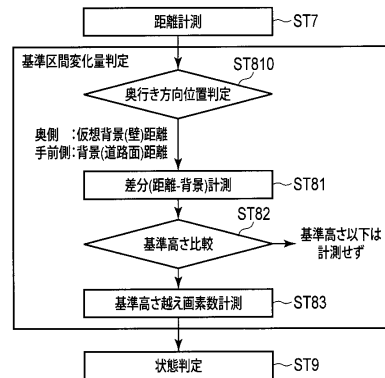 距離計測
ST7
基準区間変化量判定
ST810
奥行き方向位置判定
奥側 :仮想背景(壁)距離
手前側:背景(道路面)距離
差分(距離-背景)計測
ST81
ST82
基準高さ比較
基準高さ以下は
計測せず
基準高さ越え画素数計測
ST83
状態判定
ST9